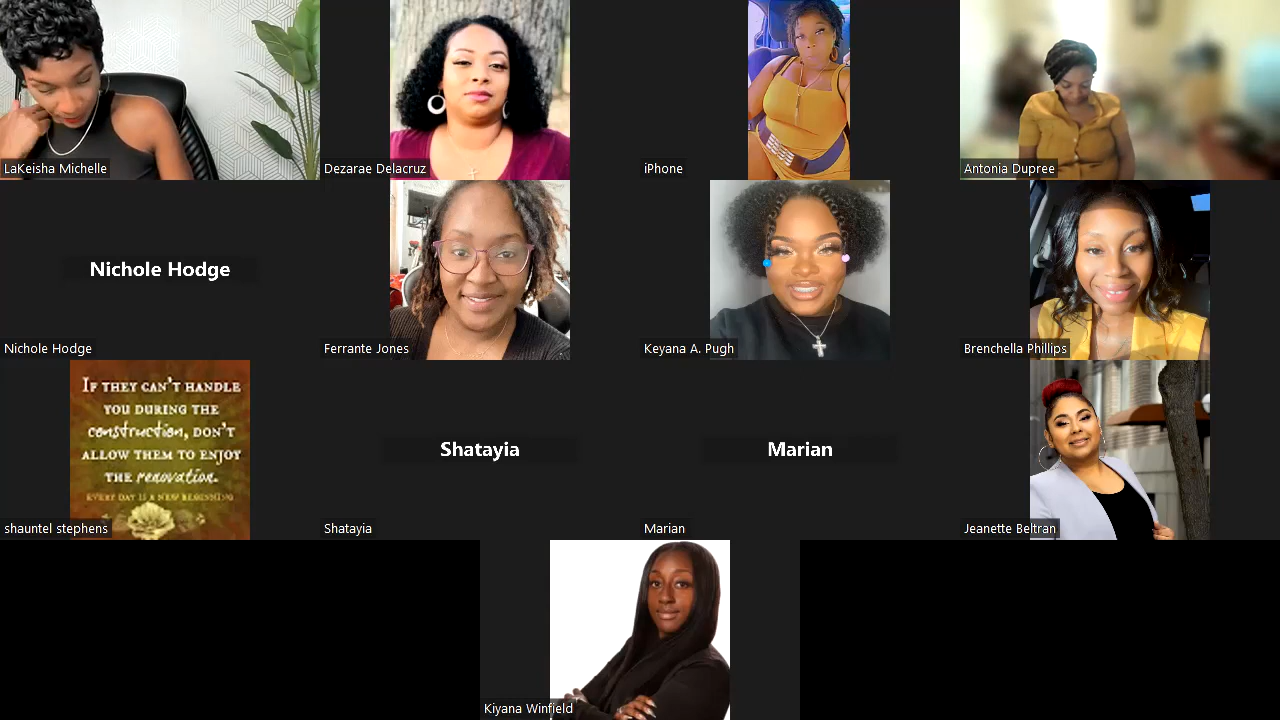 LaKeisha Michelle
Dezarae Delacruz
iPhone
Antonia Dupree
Nichole Hodge
Nichole Hodge
Ferrante Jones
Keyana A. Pugh
Brenchella Phillips
IF THEY CAN'T HANDLE
YOU DURING THE
construction, DON'T
ALLOW THEM TO ENJOY
THE renovation.
EVERY DAY IS A NEW BEGINNING
shauntel stephens
Shatayia
Shatayia
Marian
Marian
Jeanette Beltran
Kiyana Winfield